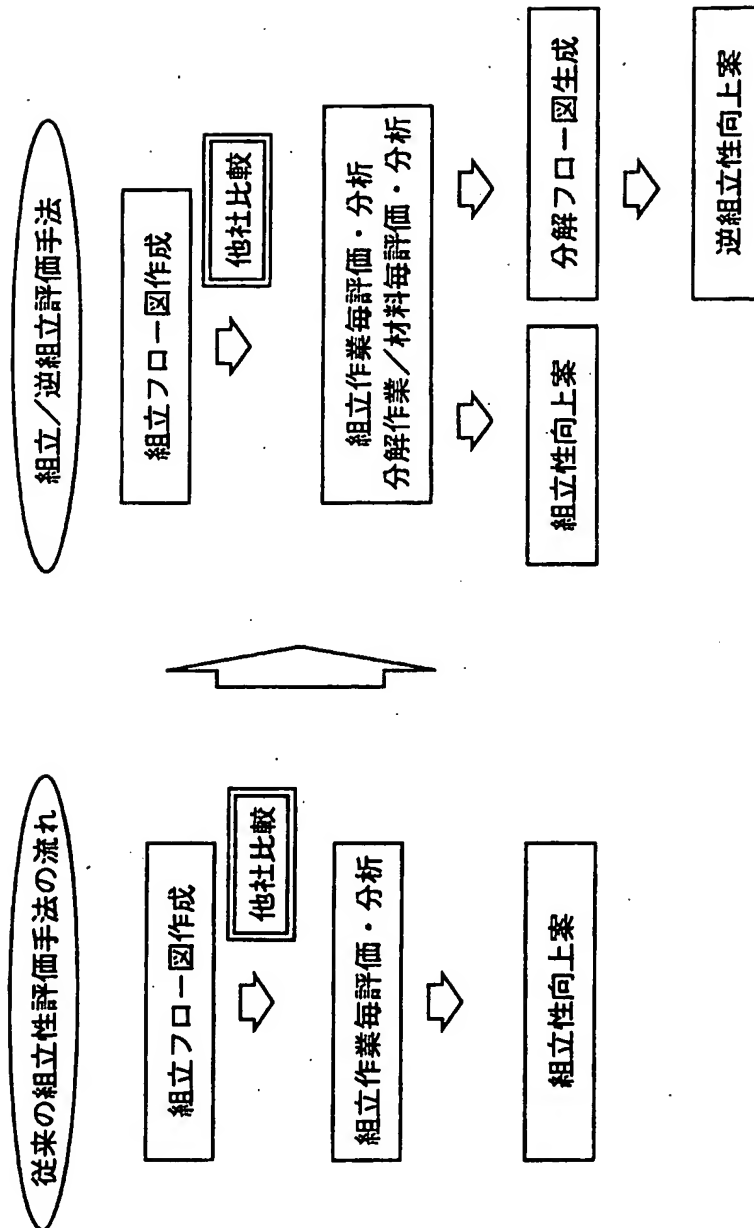 従来の組立性評価手法の流れ
組立フロー図作成
他社比較
組立作業毎評価・分析
組立性向上案
組立／逆組立評価手法
組立フロー図作成
他社比較
組立作業毎評価・分析
分解作業／材料毎評価・分析
組立性向上案
分解フロー図生成
逆組立性向上案